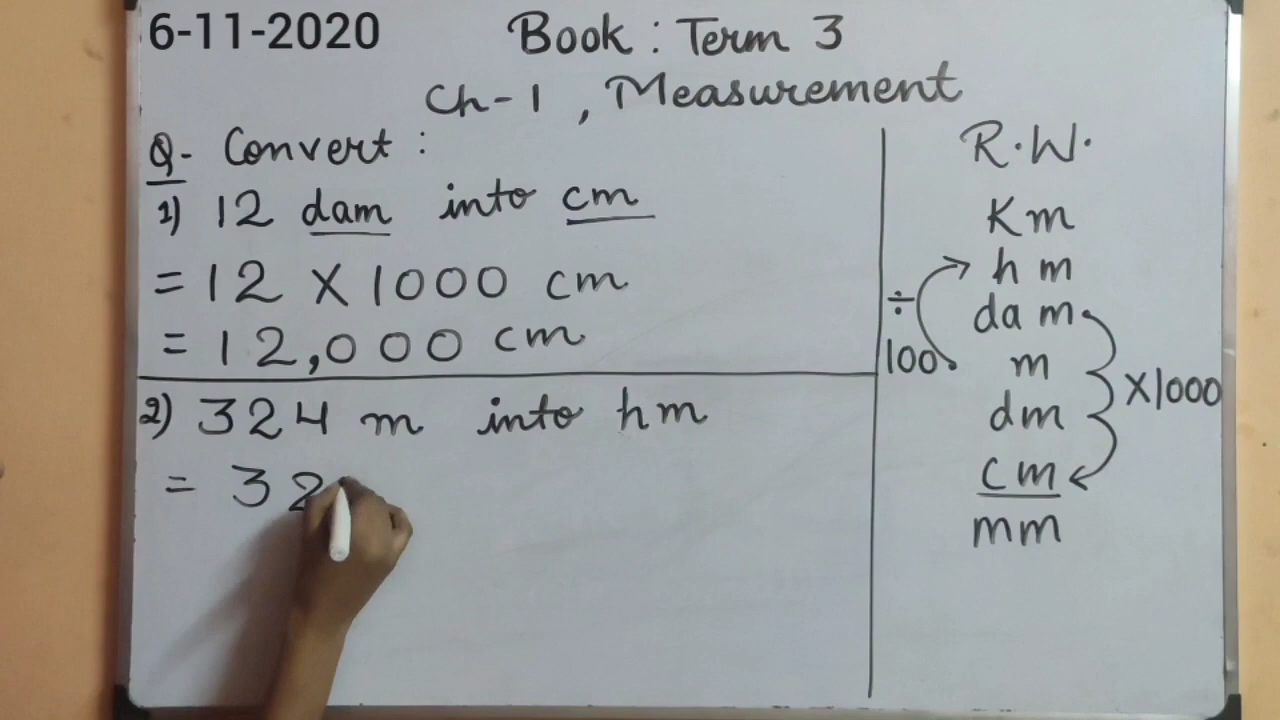 6-11-2020 Book : Term 3
Ch-1 , Measurement
Q- Convert :
1) 12 dam into cm
= 12 X 1000 cm
= 12,000 cm
2) 324 m into hm
= 32
R.W.
Km
hm
dam
m
dm
cm
mm
÷
100
X1000